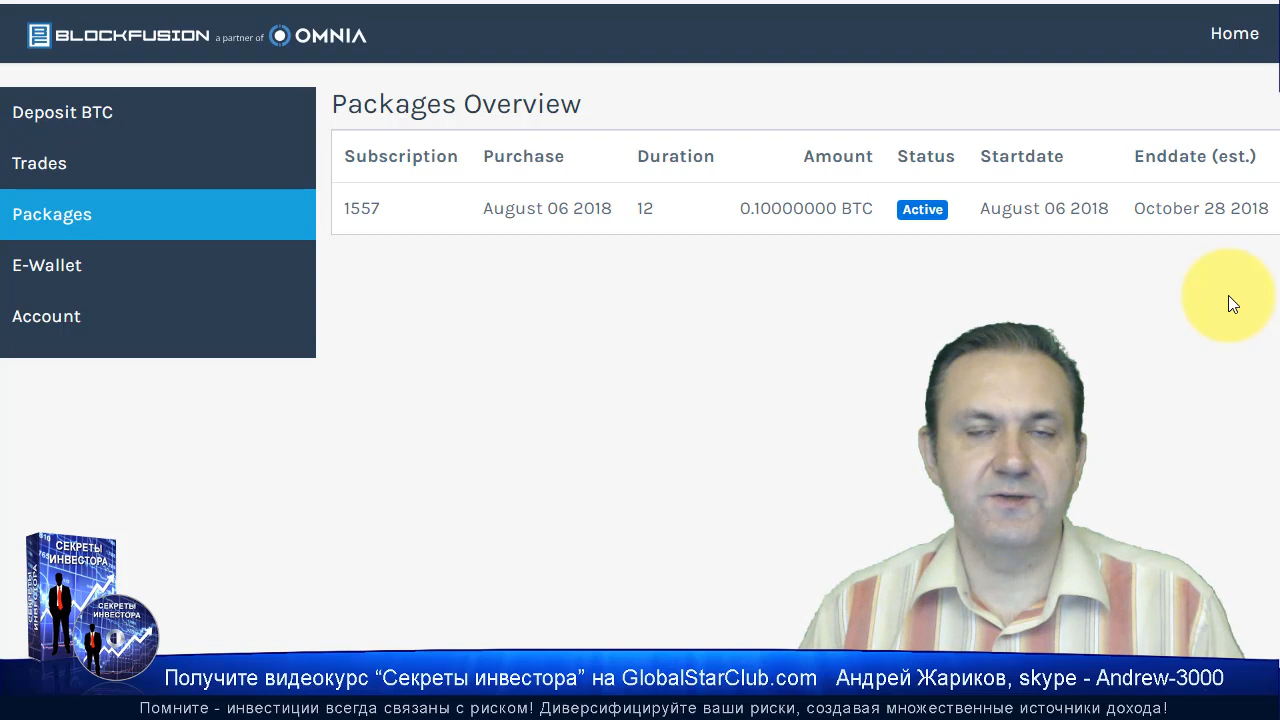 BLOCKFUSION a partner of OMNIA
Home
Deposit BTC
Trades
Packages
E-Wallet
Account
Packages Overview
Subscription Purchase Duration Amount Status Startdate Enddate (est.)
1557 August 06 2018 12 0.10000000 BTC Active August 06 2018 October 28 2018
СЕКРЕТЫ
ИНВЕСТОРА
СЕКРЕТЫ
ИНВЕСТОРА
Получите видеокурс “Секреты инвестора” на GlobalStarClub.com Андрей Жариков, skype - Andrew-3000
Помните - инвестиции всегда связаны с риском! Диверсифицируйте ваши риски, создавая множественные источники дохода!